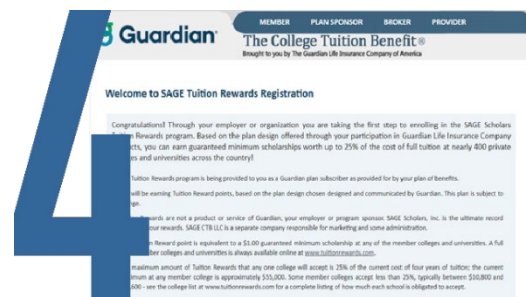 MEMBER PLAN SPONSOR BROKER PROVIDER
Guardian
The College Tuition Benefit®
Brought to you by The Guardian Life Insurance Company of America
Welcome to SAGE Tuition Rewards Registration
Congratulations! Through your employer or organization you are taking the first step to enrolling in the SAGE Scholars
Rewards program. Based on the plan design offered through your participation in Guardian Life Insurance Company
you can earn guaranteed minimum scholarships worth up to 25% of the cost of full tuition at nearly 400 private
and universities across the country!
Tuition Rewards program is being provided to you as a Guardian plan subscriber as provided for by your plan of benefits.
will be earning Tuition Reward points, based on the plan design chosen designed and communicated by Guardian. This plan is subject to
Rewards are not a product or service of Guardian, your employer or program sponsor. SAGE Scholars, Inc. is the ultimate record
your rewards. SAGE CTB LLC is a separate company responsible for marketing and some administration.
Reward point is equivalent to a $1.00 guaranteed minimum scholarship at any of the member colleges and universities. A full
colleges and universities is always available online at www.tuitionrewards.com.
maximum amount of Tuition Rewards that any one college will accept is 25% of the current cost of four years of tuition; the current
at any member college is approximately $55,000. Some member colleges accept less than 25%, typically between $10,800 and
- see the college list at www.tuitionrewards.com for a complete listing of how much each school is obligated to accept.
4